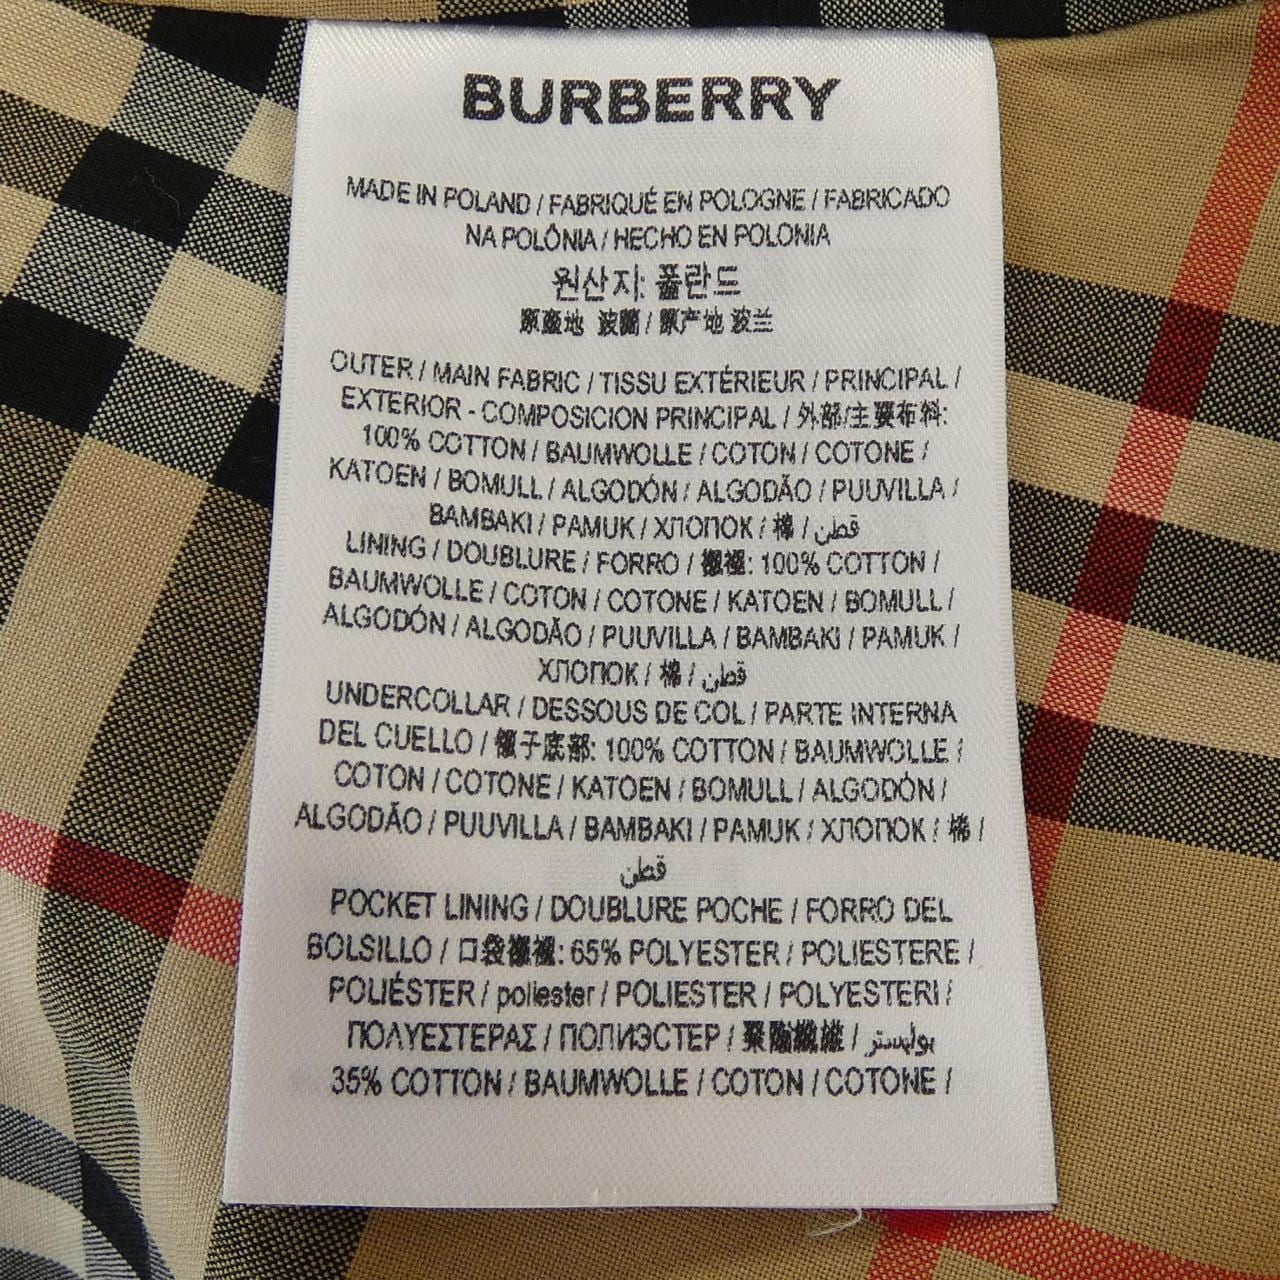 BURBERRY
MADE IN POLAND / FABRIQUÉ EN POLOGNE / FABRICADO
NA POLÔNIA / HECHO EN POLONIA
원산지: 폴란드
原產地 波蘭 / 原产地 波兰
OUTER / MAIN FABRIC / TISSU EXTÉRIEUR / PRINCIPAL /
EXTERIOR - COMPOSICION PRINCIPAL / 外部/主要布料:
100% COTTON / BAUMWOLLE / COTON / COTONE /
KATOEN / BOMULL / ALGODÓN / ALGODÃO / PUUVILLA /
BAMBAKI / PAMUK / ХЛОПОК / 棉 / قطن
LINING / DOUBLURE / FORRO / 襯裡: 100% COTTON /
BAUMWOLLE / COTON / COTONE / KATOEN / BOMULL /
ALGODÓN / ALGODÃO / PUUVILLA / BAMBAKI / PAMUK /
ХЛОПОК / 棉 / قطن
UNDERCOLLAR / DESSOUS DE COL / PARTE INTERNA
DEL CUELLO / 領子底部: 100% COTTON / BAUMWOLLE /
COTON / COTONE / KATOEN / BOMULL / ALGODÓN /
ALGODÃO / PUUVILLA / BAMBAKI / PAMUK / ХЛОПОК / 棉 /
قطن
POCKET LINING / DOUBLURE POCHE / FORRO DEL
BOLSILLO / 口袋襯裡: 65% POLYESTER / POLIESTERE /
POLIÉSTER / poliester / POLIESTER / POLYESTERI /
ΠΟΛΥΕΣΤΕΡΑΣ / ПОЛИЭСТЕР / 聚酯纖維 / بوليستر
35% COTTON / BAUMWOLLE / COTON / COTONE /